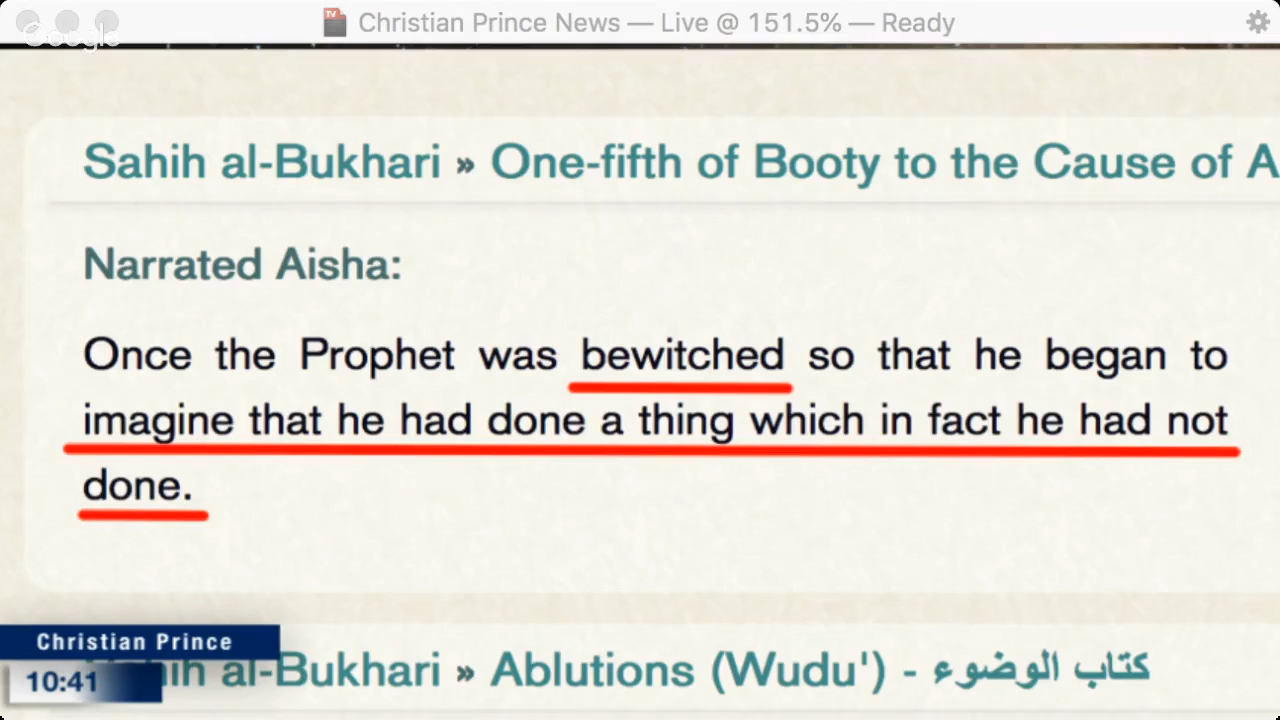 Christian Prince News — Live @ 151.5% — Ready
Google
Sahih al-Bukhari » One-fifth of Booty to the Cause of A
Narrated Aisha:
Once the Prophet was bewitched so that he began to
imagine that he had done a thing which in fact he had not
done.
Christian Prince
al-Bukhari » Ablutions (Wudu') - كتاب الوضوء
10:41